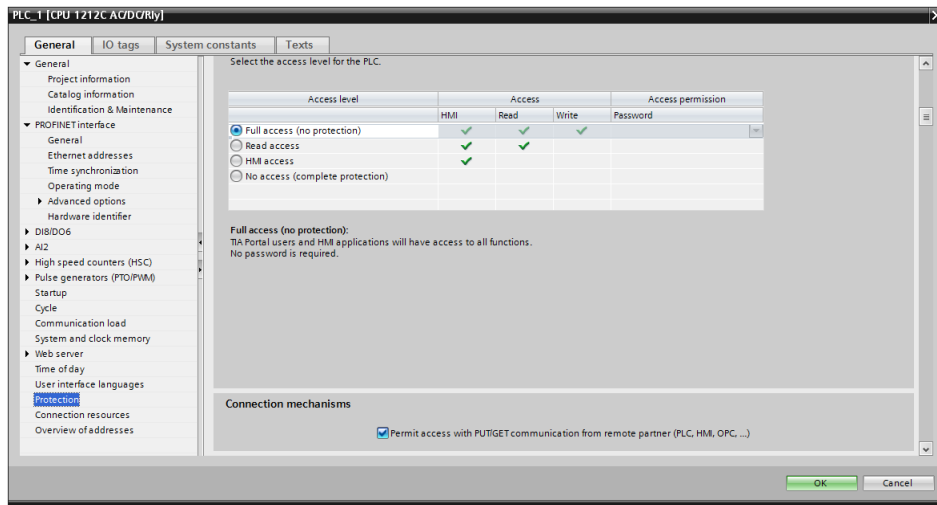 PLC_1 [CPU 1212C AC/DC/Rly]
General IO tags System constants Texts
General
Project information
Catalog information
Identification & Maintenance
PROFINET interface
General
Ethernet addresses
Time synchronization
Operating mode
Advanced options
Hardware identifier
DI8/DO6
AI2
High speed counters (HSC)
Pulse generators (PTO/PWM)
Startup
Cycle
Communication load
System and clock memory
Web server
Time of day
User interface languages
Protection
Connection resources
Overview of addresses
Select the access level for the PLC.
Access level Access Access permission
HMI Read Write Password
Full access (no protection)
Read access
HMI access
No access (complete protection)
Full access (no protection):
TIA Portal users and HMI applications will have access to all functions.
No password is required.
Connection mechanisms
Permit access with PUT/GET communication from remote partner (PLC, HMI, OPC, ...)
OK Cancel